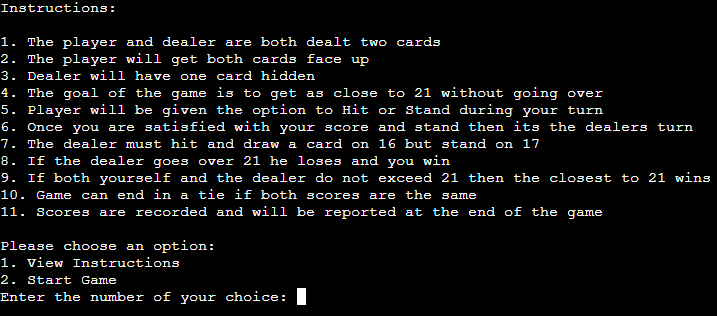 Instructions:
1. The player and dealer are both dealt two cards
2. The player will get both cards face up
3. Dealer will have one card hidden
4. The goal of the game is to get as close to 21 without going over
5. Player will be given the option to Hit or Stand during your turn
6. Once you are satisfied with your score and stand then its the dealers turn
7. The dealer must hit and draw a card on 16 but stand on 17
8. If the dealer goes over 21 he loses and you win
9. If both yourself and the dealer do not exceed 21 then the closest to 21 wins
10. Game can end in a tie if both scores are the same
11. Scores are recorded and will be reported at the end of the game
Please choose an option:
1. View Instructions
2. Start Game
Enter the number of your choice: